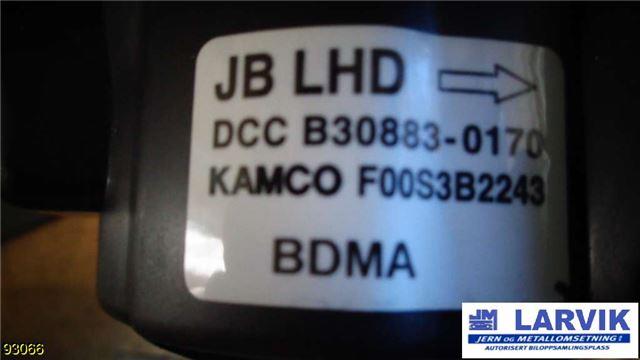 JB LHD
DCC B30883-0170
KAMCO F00S3B2243
BDMA
93066
JM LARVIK
JERN og METALLOMSETNING !
AUTORISERT BILOPPSAMLINGSPLASS